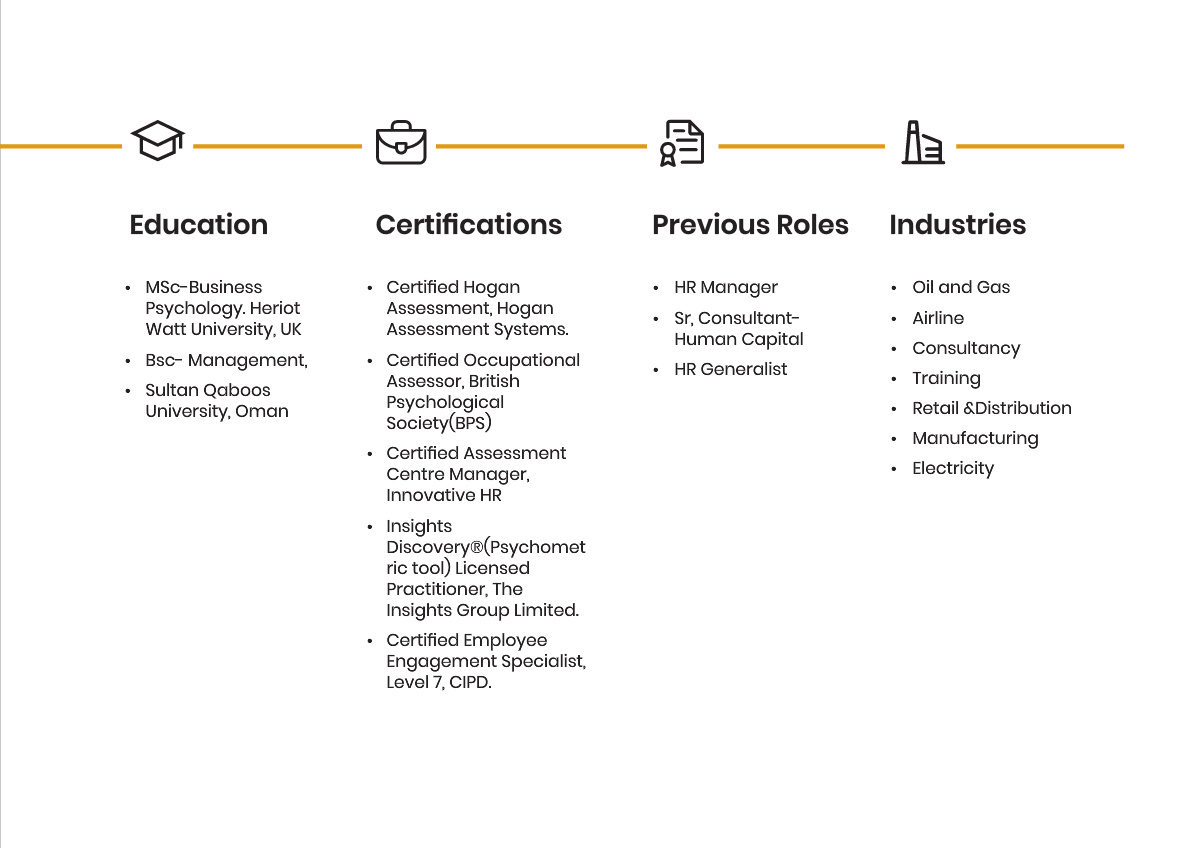 Education
• MSc-Business
Psychology. Heriot
Watt University, UK
• Bsc- Management,
• Sultan Qaboos
University, Oman
Certifications
• Certified Hogan
Assessment, Hogan
Assessment Systems.
• Certified Occupational
Assessor, British
Psychological
Society(BPS)
• Certified Assessment
Centre Manager,
Innovative HR
• Insights
Discovery®(Psychomet
ric tool) Licensed
Practitioner, The
Insights Group Limited.
• Certified Employee
Engagement Specialist,
Level 7, CIPD.
Previous Roles
• HR Manager
• Sr, Consultant-
Human Capital
• HR Generalist
Industries
• Oil and Gas
• Airline
• Consultancy
• Training
• Retail &Distribution
• Manufacturing
• Electricity